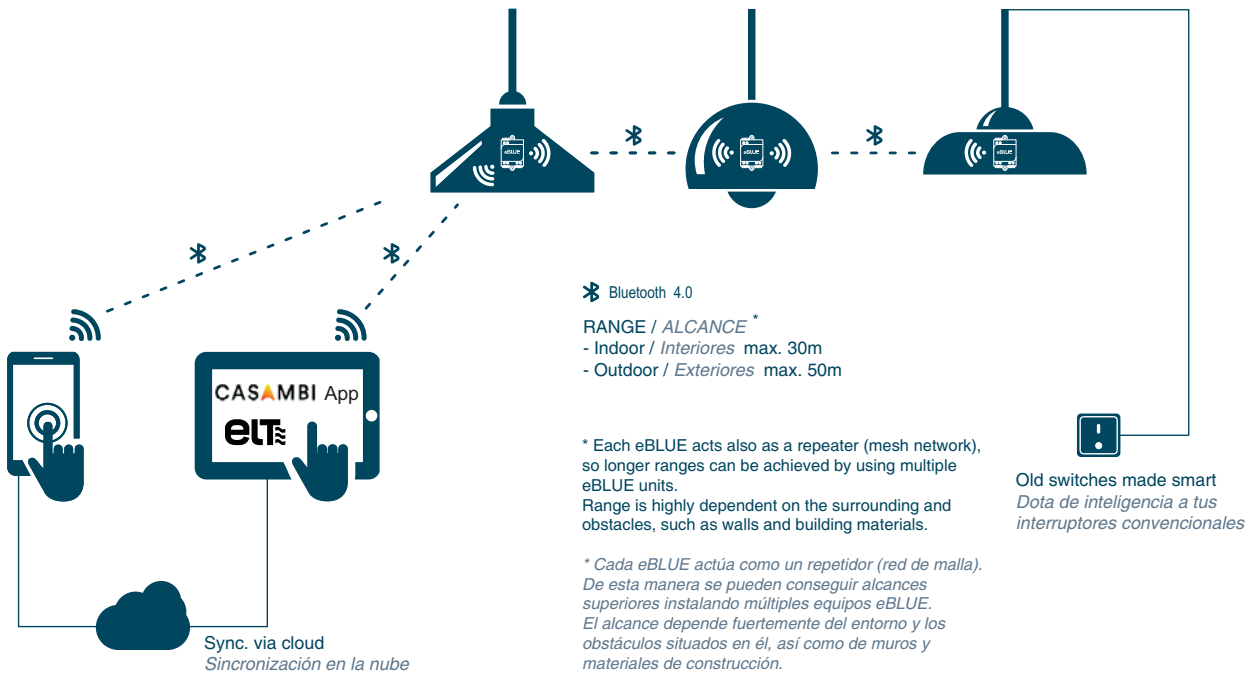 eBLUE
eBLUE
eBLUE
Bluetooth 4.0
RANGE / ALCANCE *
- Indoor / Interiores max. 30m
- Outdoor / Exteriores max. 50m
CASAMBI App
elt
* Each eBLUE acts also as a repeater (mesh network),
so longer ranges can be achieved by using multiple
eBLUE units.
Range is highly dependent on the surrounding and
obstacles, such as walls and building materials.
* Cada eBLUE actúa como un repetidor (red de malla).
De esta manera se pueden conseguir alcances
superiores instalando múltiples equipos eBLUE.
El alcance depende fuertemente del entorno y los
obstáculos situados en él, así como de muros y
materiales de construcción.
Old switches made smart
Dota de inteligencia a tus
interruptores convencionales
Sync. via cloud
Sincronización en la nube